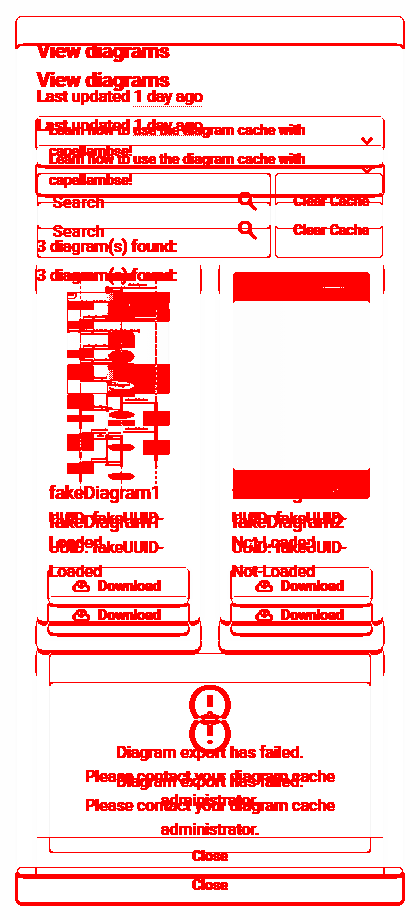 View diagrams
View diagrams
Last updated 1 day ago
Last updated 1 day ago
Learn how to use the diagram cache with
capellambse!
Learn how to use the diagram cache with
capellambse!
Search
Clear Cache
Search
Clear Cache
3 diagram(s) found:
3 diagram(s) found:
fakeDiagram1
UUID: fakeUUID-
fakeDiagram1
Loaded
UUID: fakeUUID-
Loaded
Download
Download
UUID: fakeUUID-
fakeDiagram2
Not-Loaded
UUID: fakeUUID-
Not-Loaded
Download
Download
Diagram export has failed.
Please contact your diagram cache
administrator.
Diagram export has failed.
Please contact your diagram cache
administrator.
Close
Close